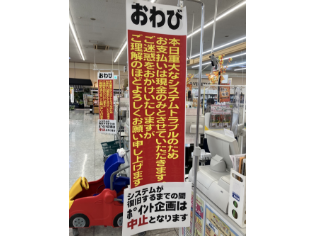 おわび
本日重大なシステムトラブルのため
お支払いは現金のみとさせていただきます
ご迷惑をおかけいたしますが
ご理解のほどよろしくお願い申し上げます
システムが
復旧するまでの間
ポイント企画は
中止となります
おわび